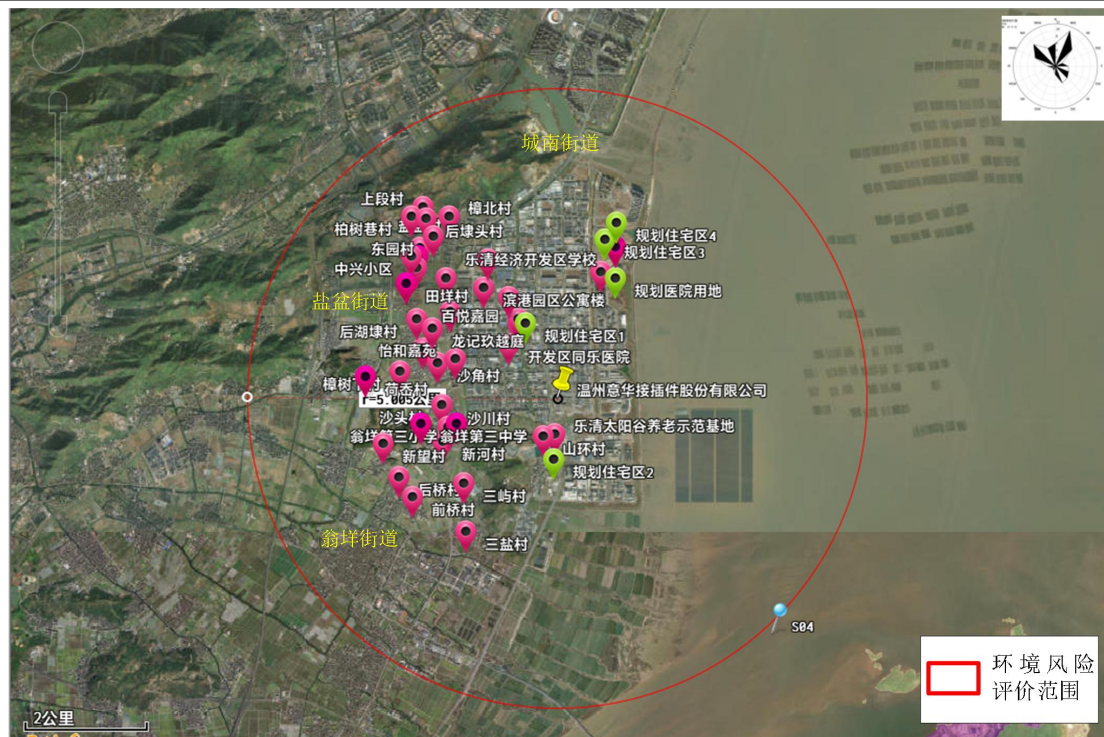 城南街道
上段村
樟北村
柏树巷村
后埭头村
规划住宅区4
东园村
乐清经济开发区学校
规划住宅区3
中兴小区
田垟村
规划医院用地
盐盆街道
滨港园区公寓楼
百悦嘉园
后湖埭村
龙记玖越庭
规划住宅区1
怡和嘉苑
开发区同乐医院
沙角村
樟树
荷岙村
温州意华接插件股份有限公司
r=5.005公里
沙头
沙川村
乐清太阳谷养老示范基地
翁垟第三小学
翁垟第三中学
山环村
新望村
新河村
规划住宅区2
后桥村
三屿村
前桥村
翁垟街道
三盐村
S04
环境风险
评价范围
2公里